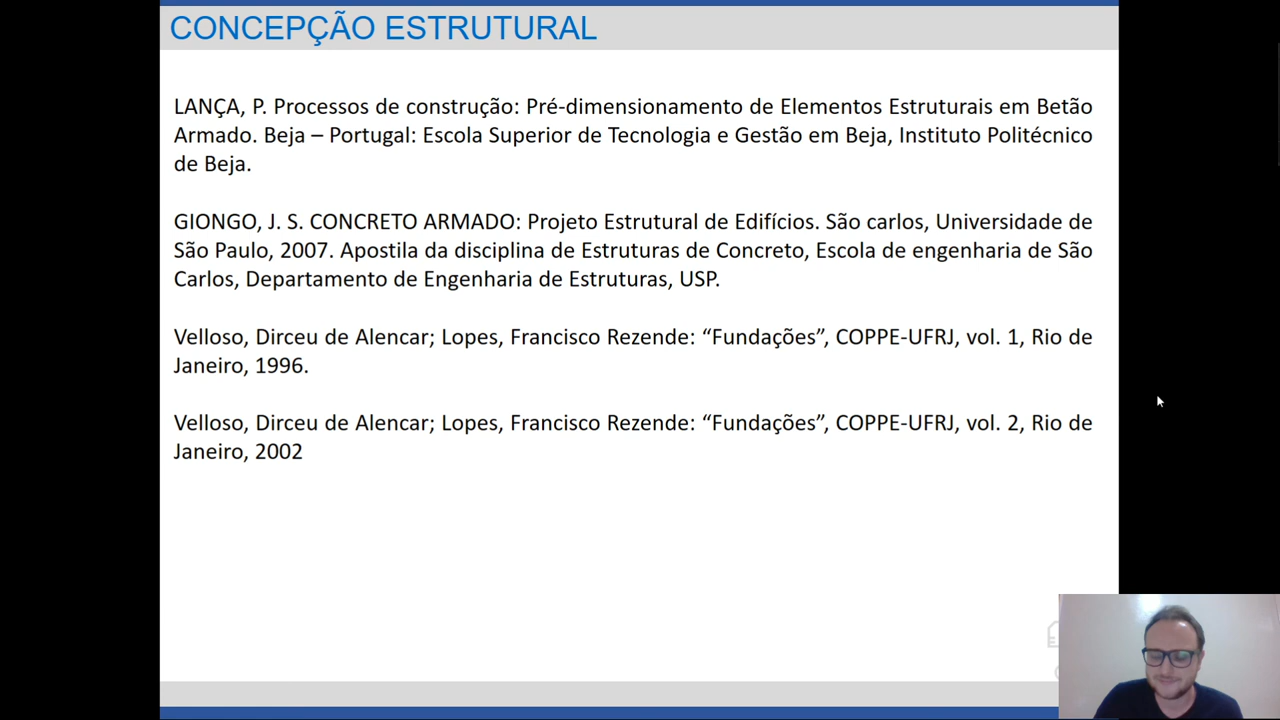 CONCEPÇÃO ESTRUTURAL
LANÇA, P. Processos de construção: Pré-dimensionamento de Elementos Estruturais em Betão
Armado. Beja – Portugal: Escola Superior de Tecnologia e Gestão em Beja, Instituto Politécnico
de Beja.
GIONGO, J. S. CONCRETO ARMADO: Projeto Estrutural de Edifícios. São carlos, Universidade de
São Paulo, 2007. Apostila da disciplina de Estruturas de Concreto, Escola de engenharia de São
Carlos, Departamento de Engenharia de Estruturas, USP.
Velloso, Dirceu de Alencar; Lopes, Francisco Rezende: “Fundações”, COPPE-UFRJ, vol. 1, Rio de
Janeiro, 1996.
Velloso, Dirceu de Alencar; Lopes, Francisco Rezende: “Fundações”, COPPE-UFRJ, vol. 2, Rio de
Janeiro, 2002